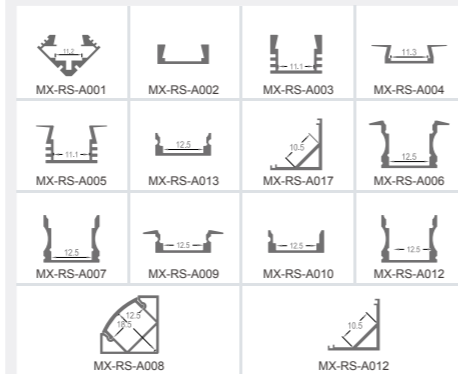 11.2
11.1
11.3
MX-RS-A001
MX-RS-A002
MX-RS-A003
MX-RS-A004
11.1
12.5
10.5
12.5
MX-RS-A005
MX-RS-A013
MX-RS-A017
MX-RS-A006
12.5
12.5
12.5
12.5
MX-RS-A007
MX-RS-A009
MX-RS-A010
MX-RS-A012
12.5
18.5
10.5
MX-RS-A008
MX-RS-A012